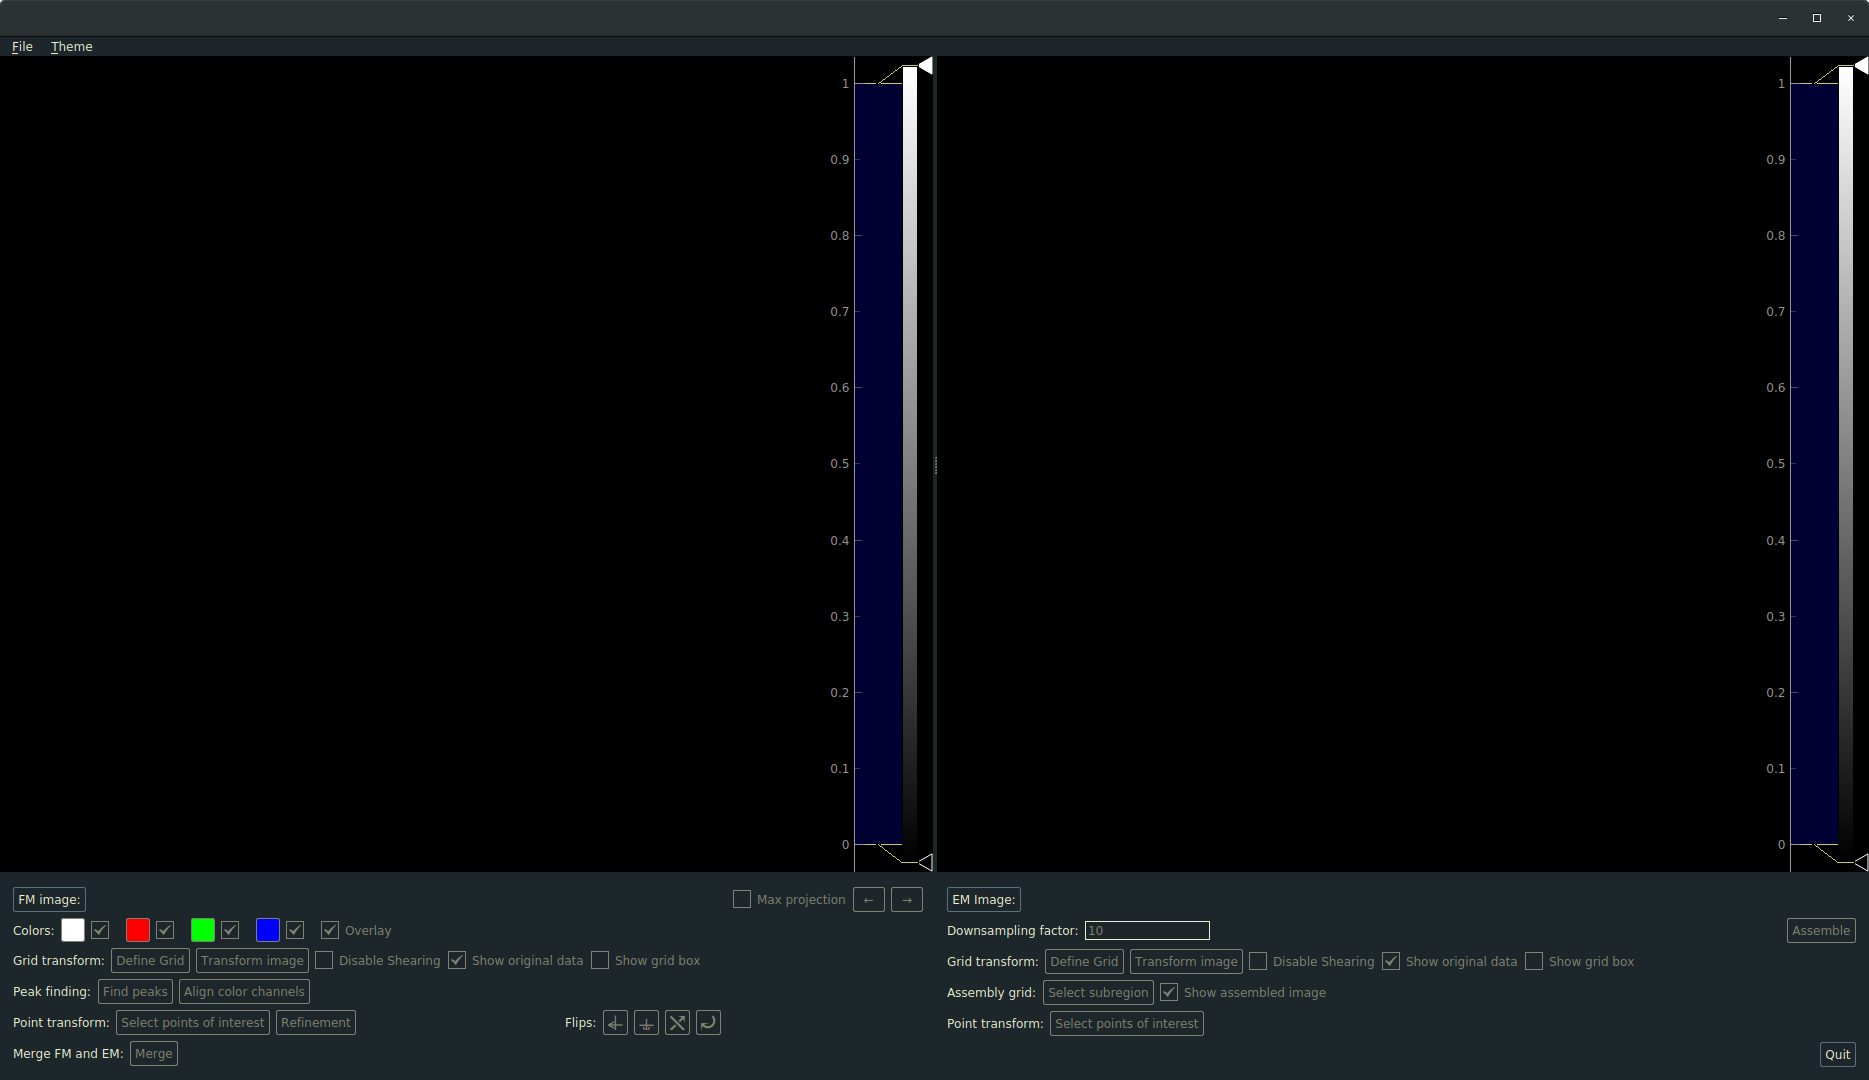 File Theme
1 1
0.9 0.9
0.8 0.8
0.7 0.7
0.6 0.6
0.5 0.5
0.4 0.4
0.3 0.3
0.2 0.2
0.1 0.1
0 0
FM image: Max projection ← →
Colors: Overlay
Grid transform: Define Grid Transform image Disable Shearing Show original data Show grid box
Peak finding: Find peaks Align color channels
Point transform: Select points of interest Refinement Flips:
Merge FM and EM: Merge
EM Image:
Downsampling factor: 10 Assemble
Grid transform: Define Grid Transform image Disable Shearing Show original data Show grid box
Assembly grid: Select subregion Show assembled image
Point transform: Select points of interest
Quit